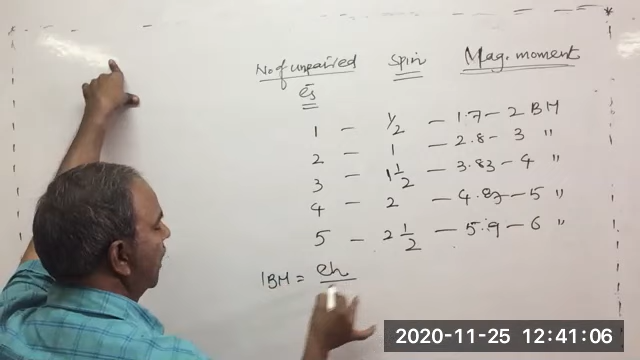 No of unpaired es Spin Mag. moment
1 - 1/2 - 1.7 - 2 BM
2 - 1 - 2.8 - 3 "
3 - 1 1/2 - 3.83 - 4 "
4 - 2 - 4.87 - 5 "
5 - 2 1/2 - 5.9 - 6 "
1BM = eh
2020-11-25 12:41:06